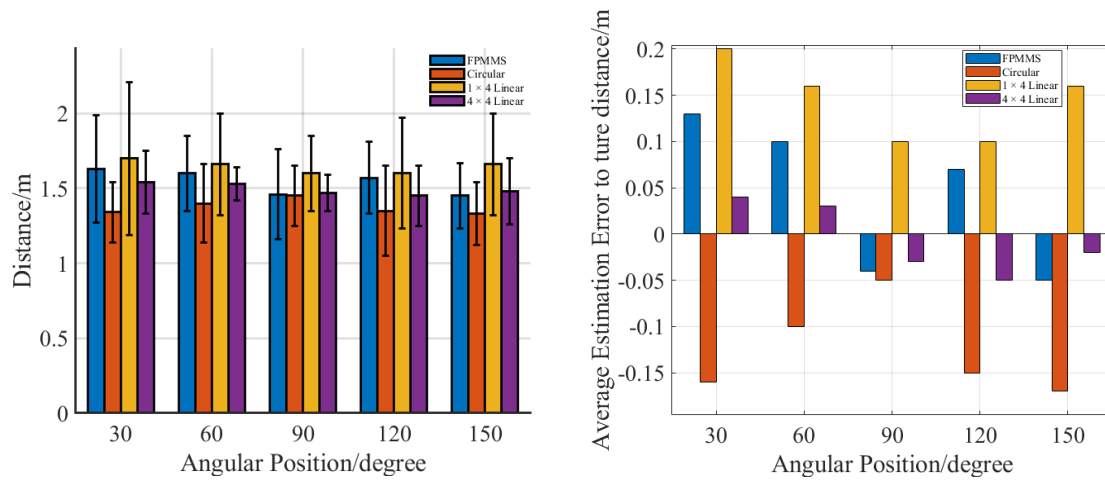 Distance/m
2
1.5
1
0.5
0
FPMMS
Circular
1 × 4 Linear
4 × 4 Linear
30 60 90 120 150
Angular Position/degree
Average Estimation Error to ture distance/m
0.2
0.15
0.1
0.05
0
-0.05
-0.1
-0.15
FPMMS
Circular
1 × 4 Linear
4 × 4 Linear
30 60 90 120 150
Angular Position/degree